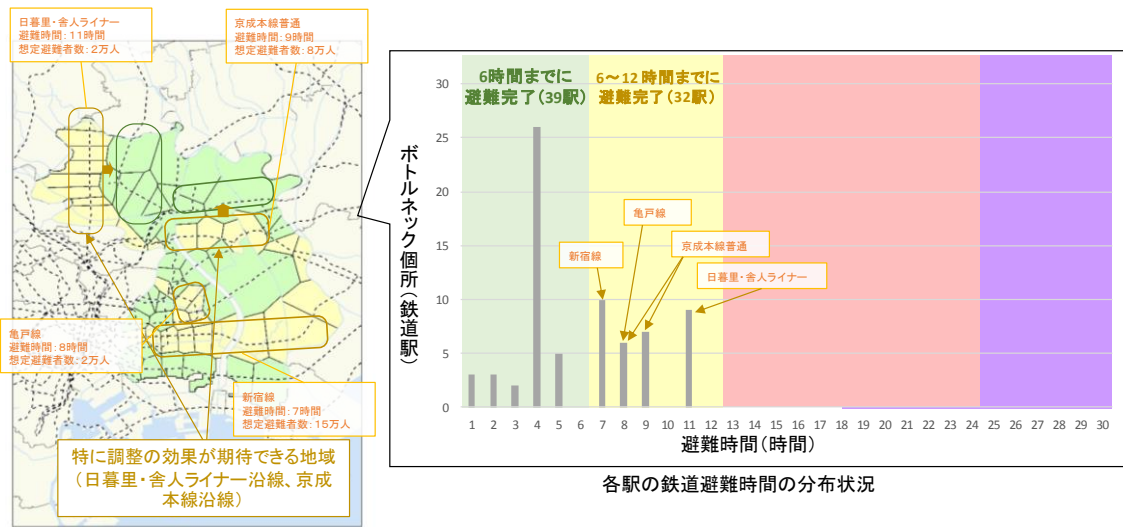 日暮里・舎人ライナー
避難時間：11時間
想定避難者数：2万人
京成本線普通
避難時間：9時間
想定避難者数：8万人
亀戸線
避難時間：8時間
想定避難者数：2万人
新宿線
避難時間：7時間
想定避難者数：15万人
特に調整の効果が期待できる地域
（日暮里・舎人ライナー沿線、京成
本線沿線）
6時間までに
避難完了（39駅）
6～12時間までに
避難完了（32駅）
ボトルネック個所（鉄道駅）
30
25
20
15
10
5
0
新宿線
亀戸線
京成本線普通
日暮里・舎人ライナー
1 2 3 4 5 6 7 8 9 10 11 12 13 14 15 16 17 18 19 20 21 22 23 24 25 26 27 28 29 30
避難時間（時間）
各駅の鉄道避難時間の分布状況